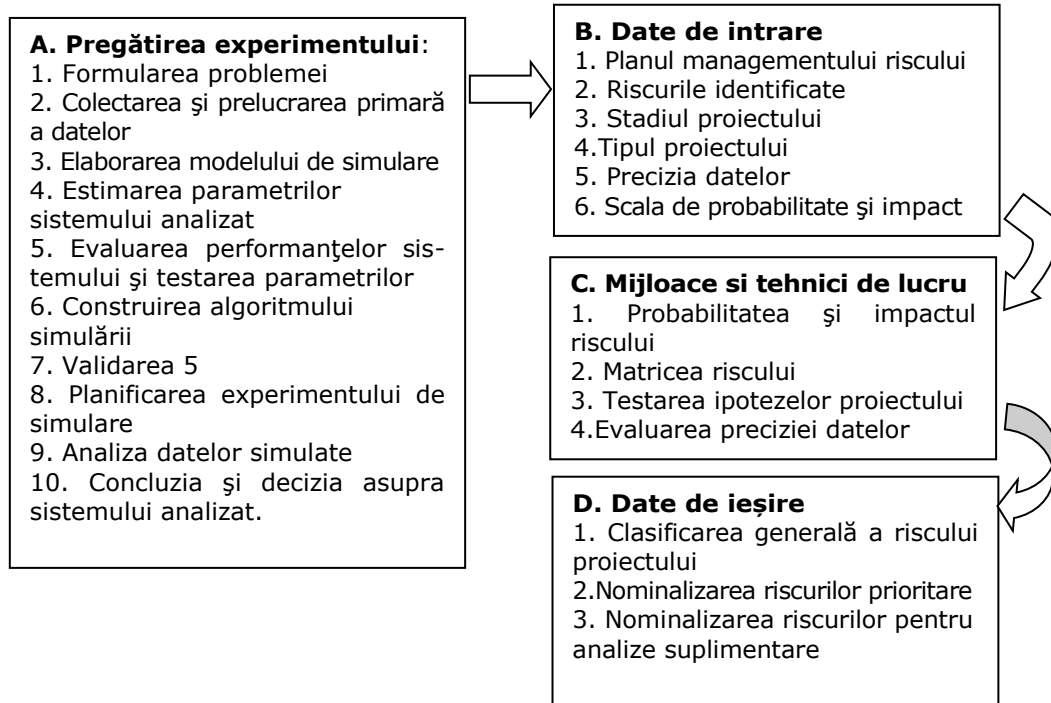 A. Pregătirea experimentului:
1. Formularea problemei
2. Colectarea şi prelucrarea primară
a datelor
3. Elaborarea modelului de simulare
4. Estimarea parametrilor
sistemului analizat
5. Evaluarea performanţelor sis-
temului şi testarea parametrilor
6. Construirea algoritmului
simulării
7. Validarea 5
8. Planificarea experimentului de
simulare
9. Analiza datelor simulate
10. Concluzia şi decizia asupra
sistemului analizat.
B. Date de intrare
1. Planul managementului riscului
2. Riscurile identificate
3. Stadiul proiectului
4.Tipul proiectului
5. Precizia datelor
6. Scala de probabilitate şi impact
C. Mijloace si tehnici de lucru
1. Probabilitatea şi impactul
riscului
2. Matricea riscului
3. Testarea ipotezelor proiectului
4.Evaluarea preciziei datelor
D. Date de ieșire
1. Clasificarea generală a riscului
proiectului
2.Nominalizarea riscurilor prioritare
3. Nominalizarea riscurilor pentru
analize suplimentare